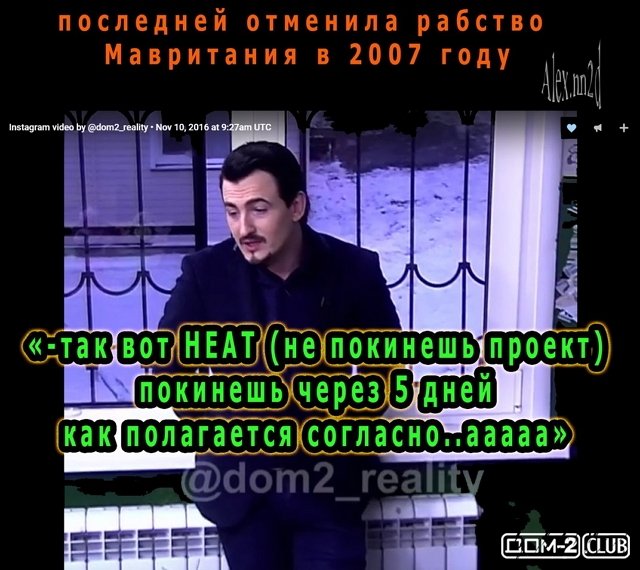 последней отменила рабство
Мавритания в 2007 году
Alex.nn2d
Instagram video by @dom2_reality • Nov 10, 2016 at 9:27am UTC
«-так вот НЕАТ (не покинешь проект)
покинешь через 5 дней
как полагается согласно..ааааа»
@dom2_reality
ДОМ-2 CLUB